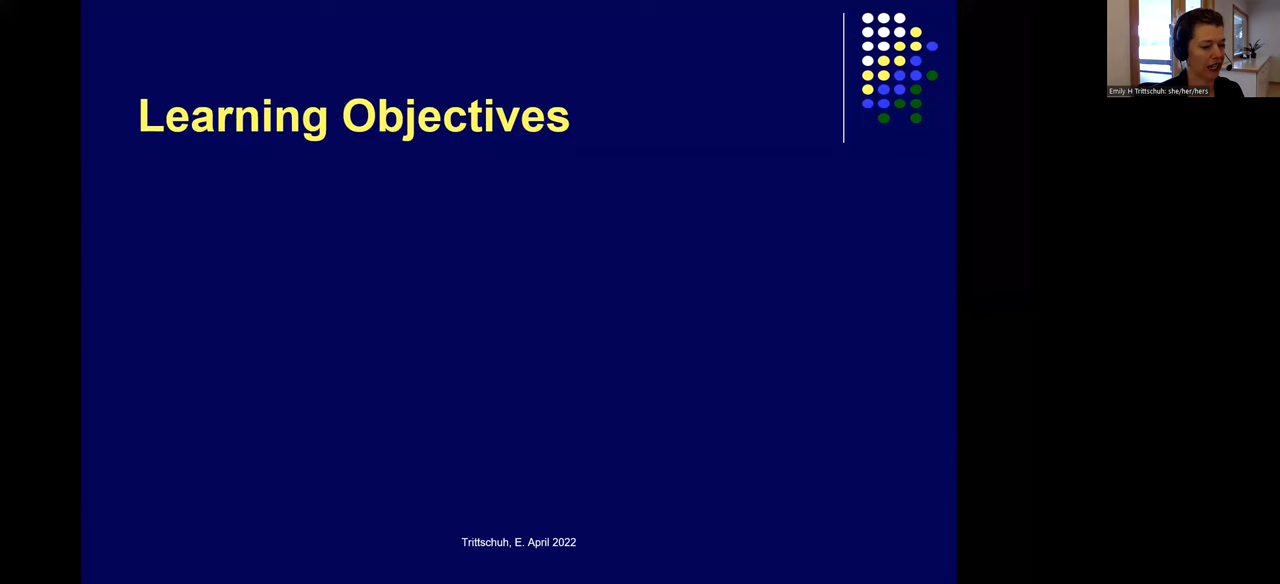 Learning Objectives
Emily H Trittschuh: she/her/hers
Trittschuh, E. April 2022